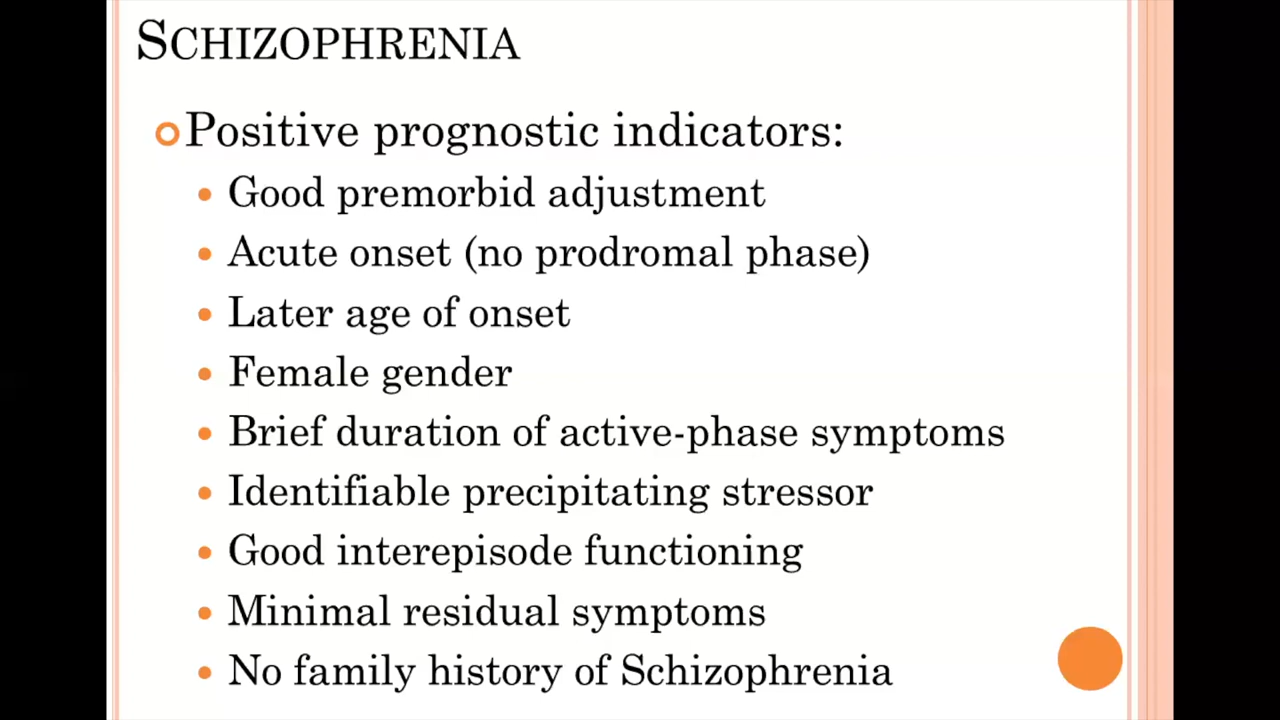 SCHIZOPHRENIA
Positive prognostic indicators:
Good premorbid adjustment
Acute onset (no prodromal phase)
Later age of onset
Female gender
Brief duration of active-phase symptoms
Identifiable precipitating stressor
Good interepisode functioning
Minimal residual symptoms
No family history of Schizophrenia